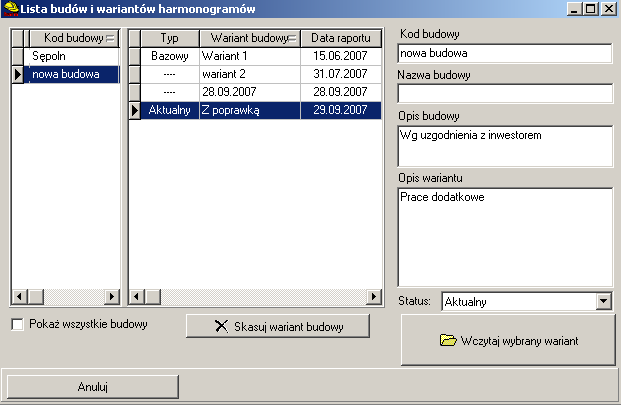 Lista budów i wariantów harmonogramów
Kod budowy
Sępoln
nowa budowa
Typ Wariant budowy Data raportu
Bazowy Wariant 1 15.06.2007
---- wariant 2 31.07.2007
---- 28.09.2007 28.09.2007
Aktualny Z poprawką 29.09.2007
Kod budowy
nowa budowa
Nazwa budowy
Opis budowy
Wg uzgodnienia z inwestorem
Opis wariantu
Prace dodatkowe
Status: Aktualny
Pokaż wszystkie budowy
Skasuj wariant budowy
Wczytaj wybrany wariant
Anuluj